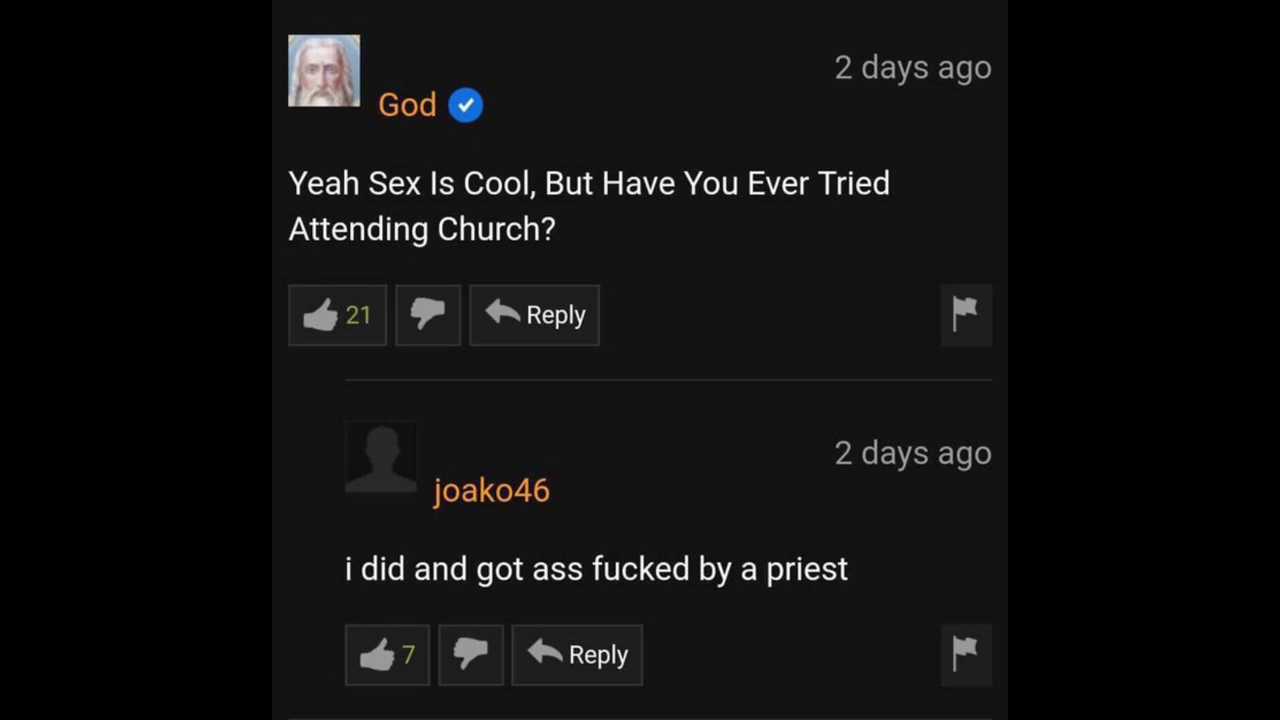 2 days ago
God
Yeah Sex Is Cool, But Have You Ever Tried
Attending Church?
21 Reply
2 days ago
joako46
i did and got ass fucked by a priest
7 Reply